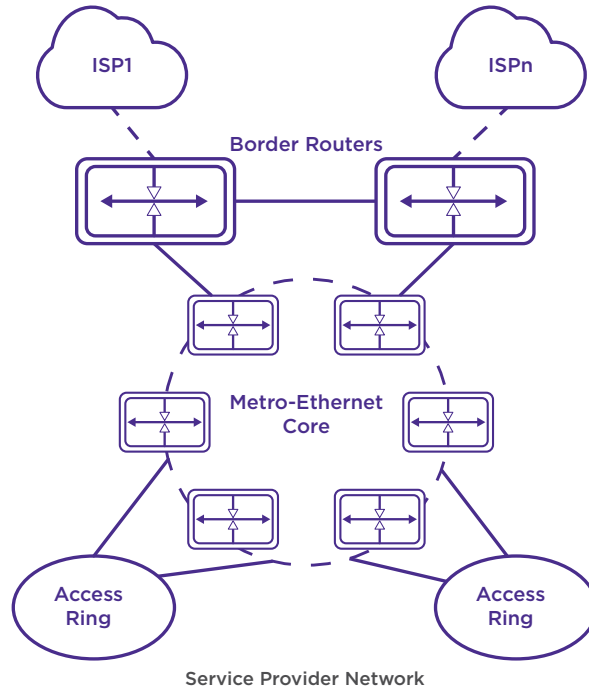 ISP1
ISPn
Border Routers
Metro-Ethernet
Core
Access
Ring
Access
Ring
Service Provider Network